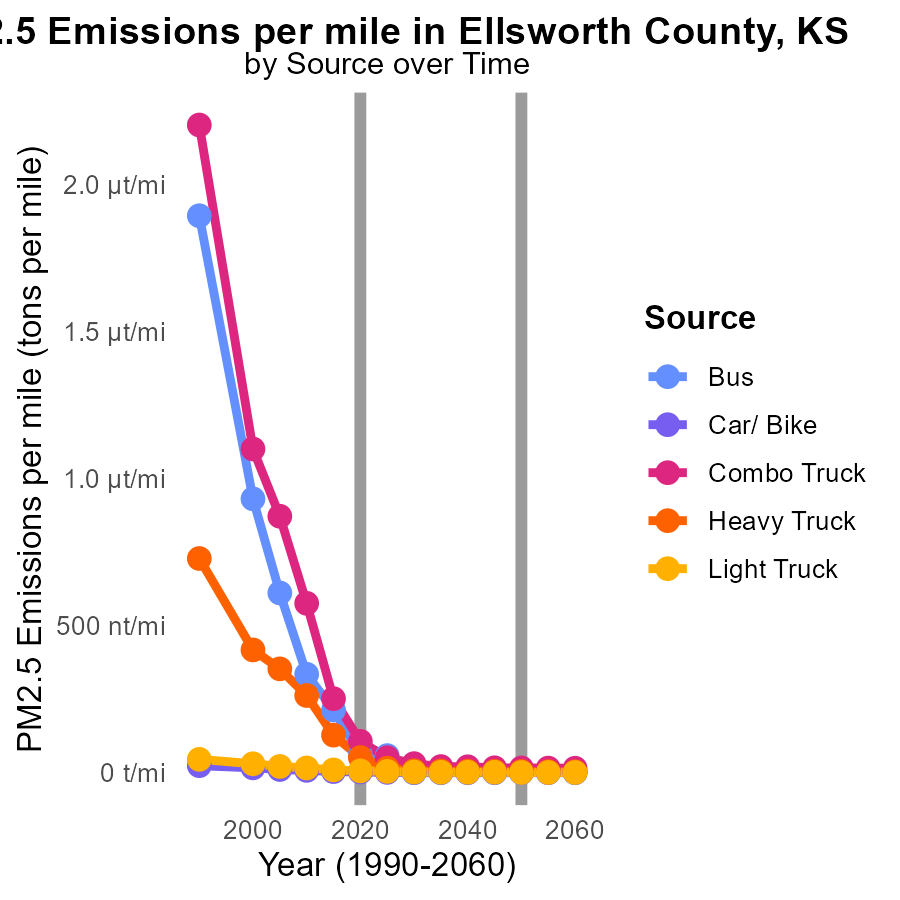 2.5 Emissions per mile in Ellsworth County, KS
by Source over Time
PM2.5 Emissions per mile (tons per mile)
2.0 µt/mi
1.5 µt/mi
1.0 µt/mi
500 nt/mi
0 t/mi
2000 2020 2040 2060
Year (1990-2060)
Source
Bus
Car/ Bike
Combo Truck
Heavy Truck
Light Truck